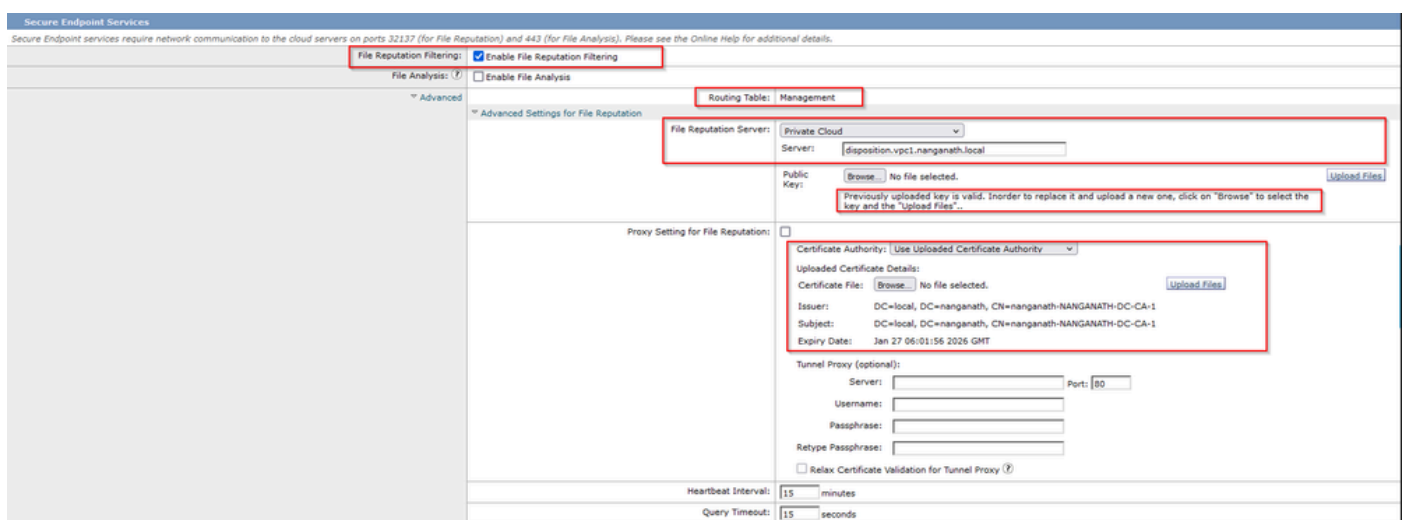 Secure Endpoint Services
Secure Endpoint services require network communication to the cloud servers on ports 32137 (for File Reputation) and 443 (for File Analysis). Please see the Online Help for additional details.
File Reputation Filtering: Enable File Reputation Filtering
File Analysis: ? Enable File Analysis
Advanced Routing Table: Management
Advanced Settings for File Reputation
File Reputation Server: Private Cloud
Server: disposition.vpc1.nanganath.local
Public Key: Browse... No file selected. Upload Files
Previously uploaded key is valid. Inorder to replace it and upload a new one, click on "Browse" to select the
key and the "Upload Files"..
Proxy Setting for File Reputation:
Certificate Authority: Use Uploaded Certificate Authority
Uploaded Certificate Details:
Certificate File: Browse... No file selected. Upload Files
Issuer: DC=local, DC=nanganath, CN=nanganath-NANGANATH-DC-CA-1
Subject: DC=local, DC=nanganath, CN=nanganath-NANGANATH-DC-CA-1
Expiry Date: Jan 27 06:01:56 2026 GMT
Tunnel Proxy (optional):
Server: Port: 80
Username:
Passphrase:
Retype Passphrase:
Relax Certificate Validation for Tunnel Proxy ?
Heartbeat Interval: 15 minutes
Query Timeout: 15 seconds